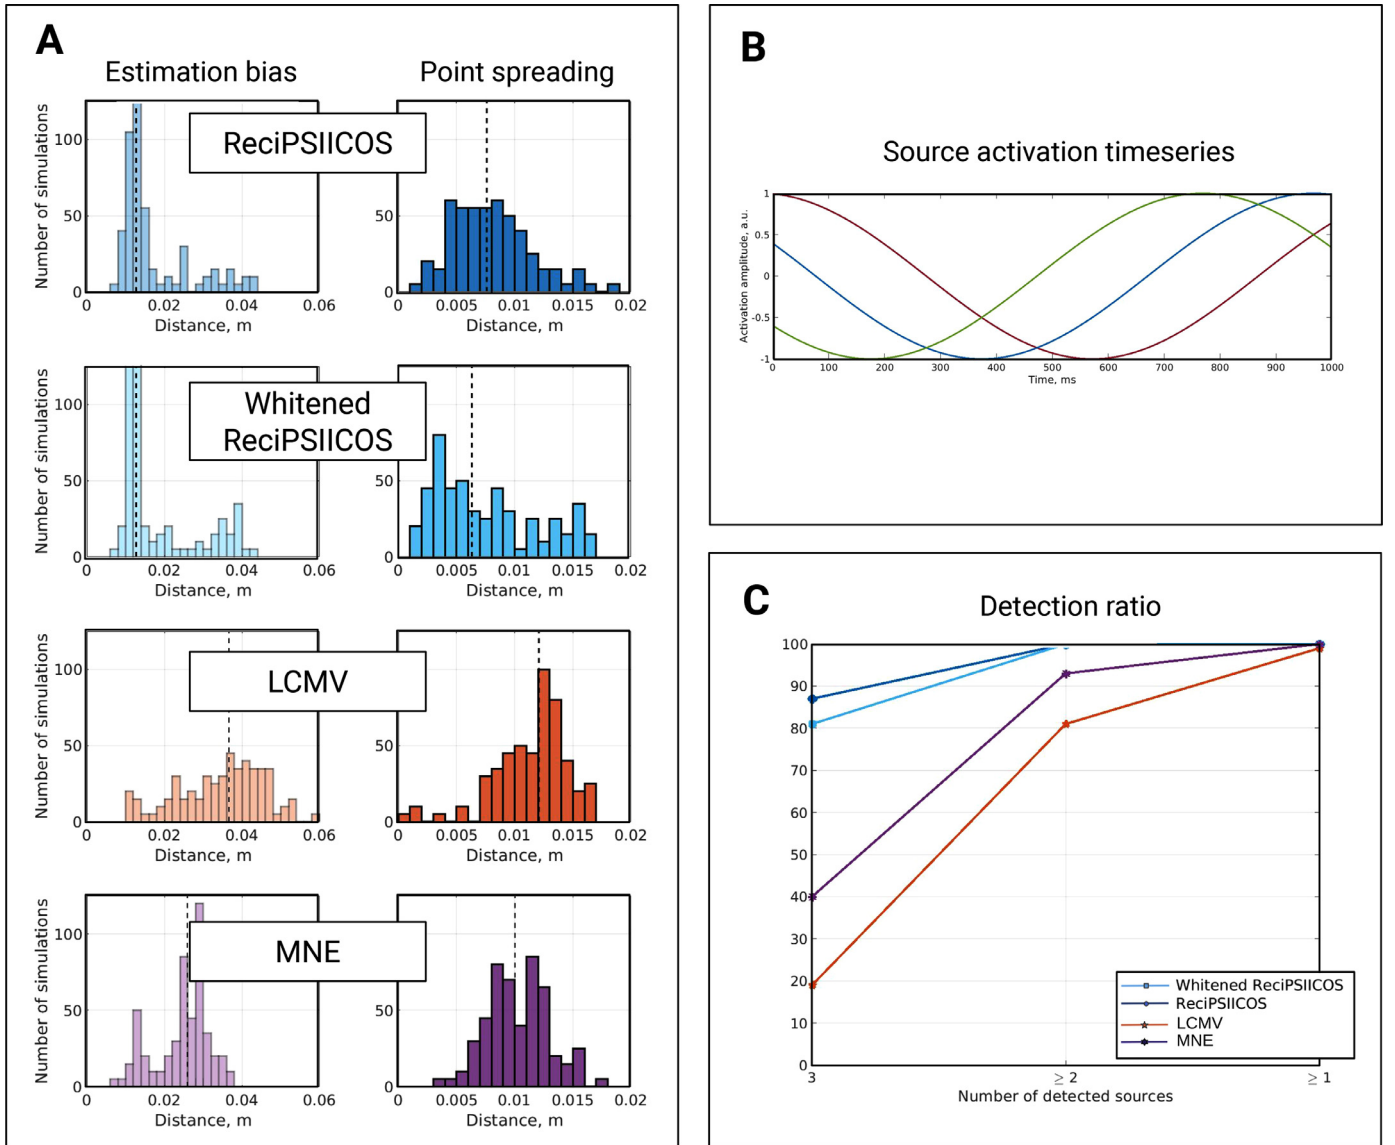 A
Estimation bias
Point spreading
ReciPSIICOS
Number of simulations
100
50
0
0
0.02
0.04
0.06
Distance, m
50
0
0
0.005
0.01
0.015
0.02
Distance, m
Whitened
ReciPSIICOS
Number of simulations
100
50
0
0
0.02
0.04
0.06
Distance, m
50
0
0
0.005
0.01
0.015
0.02
Distance, m
LCMV
Number of simulations
100
50
0
0
0.02
0.04
0.06
Distance, m
50
0
0
0.005
0.01
0.015
0.02
Distance, m
MNE
Number of simulations
100
50
0
0
0.02
0.04
0.06
Distance, m
50
0
0
0.005
0.01
0.015
0.02
Distance, m
B
Source activation timeseries
Activation amplitude, a.u.
1
0.5
0
-0.5
-1
0
100
200
300
400
500
600
700
800
900
1000
Time, ms
C
Detection ratio
100
90
80
70
60
50
40
30
20
10
0
3
≥ 2
≥ 1
Number of detected sources
Whitened ReciPSIICOS
ReciPSIICOS
LCMV
MNE